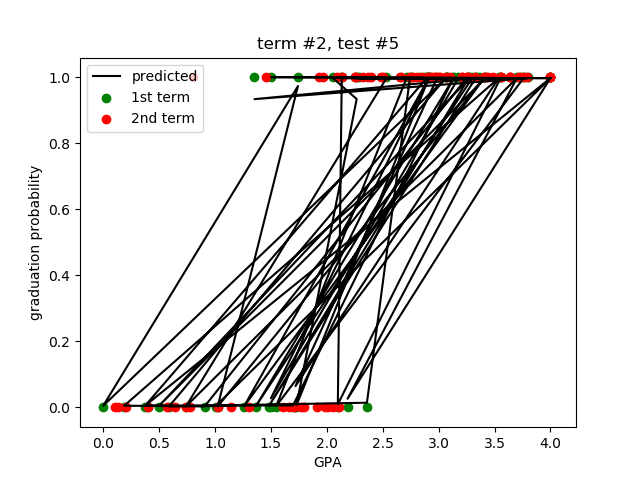 term #2, test #5
predicted
1st term
2nd term
graduation probability
1.0
0.8
0.6
0.4
0.2
0.0
0.0 0.5 1.0 1.5 2.0 2.5 3.0 3.5 4.0
GPA